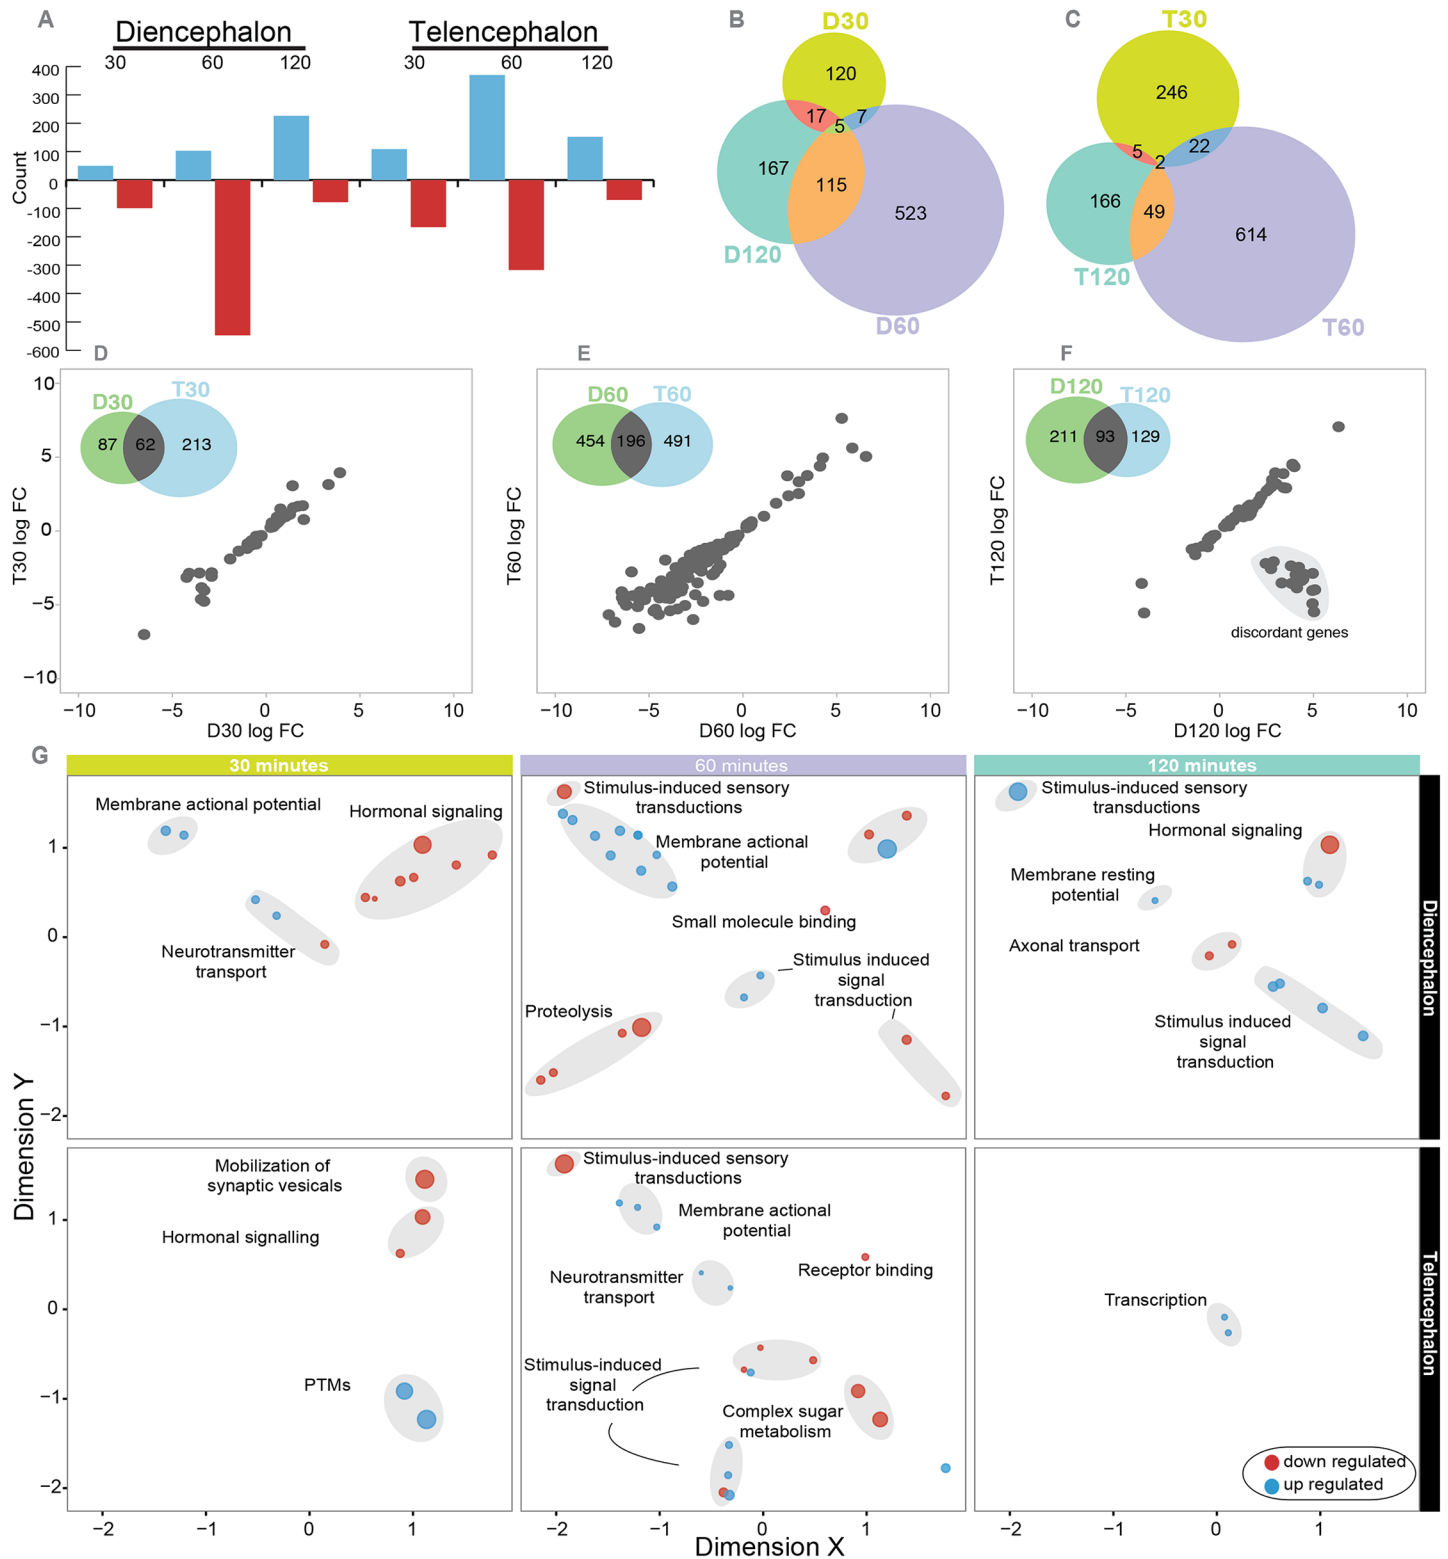 A
Diencephalon
Telencephalon
30
60
120
30
60
120
400
300
200
100
0
-100
-200
-300
-400
-500
-600
Count
B
D30
120
17
5
7
167
115
523
D120
D60
C
T30
246
5
2
22
166
49
614
T120
T60
D
D30
T30
87
62
213
10
5
0
−5
−10
T30 log FC
−10
−5
0
5
10
D30 log FC
E
D60
T60
454
196
491
T60 log FC
−10
−5
0
5
10
D60 log FC
F
D120
T120
211
93
129
discordant genes
T120 log FC
−10
−5
0
5
10
D120 log FC
G
30 minutes
60 minutes
120 minutes
Membrane actional potential
Hormonal signaling
Neurotransmitter
transport
1
0
−1
−2
Stimulus-induced sensory
transductions
Membrane actional
potential
Small molecule binding
Stimulus induced
signal
transduction
Proteolysis
Stimulus-induced sensory
transductions
Hormonal signaling
Membrane resting
potential
Axonal transport
Stimulus induced
signal
transduction
Diencephalon
Dimension Y
Mobilization of
synaptic vesicals
Hormonal signalling
PTMs
1
0
−1
−2
Stimulus-induced sensory
transductions
Membrane actional
potential
Receptor binding
Neurotransmitter
transport
Stimulus-induced
signal
transduction
Complex sugar
metabolism
Transcription
down regulated
up regulated
Telencephalon
−2
−1
0
1
−2
−1
0
1
−2
−1
0
1
Dimension X